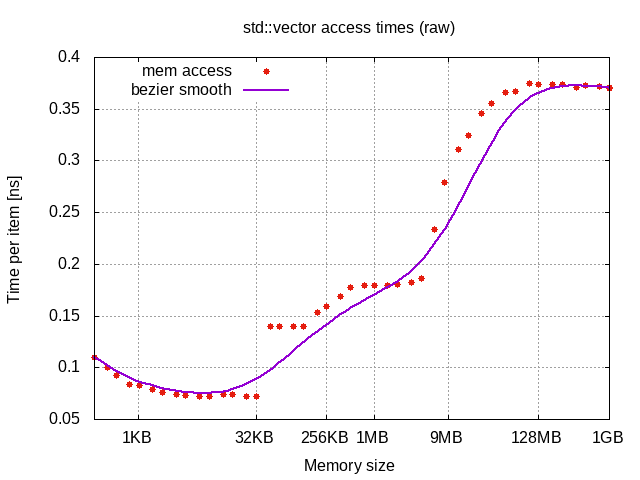 std::vector access times (raw)
mem access
bezier smooth
0.4
0.35
0.3
0.25
0.2
0.15
0.1
0.05
Time per item [ns]
1KB 32KB 256KB 1MB 9MB 128MB 1GB
Memory size